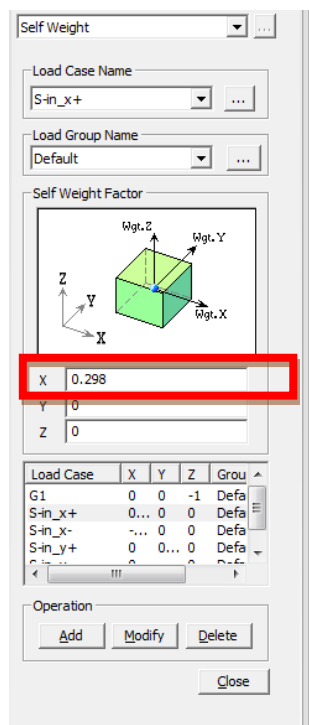 Self Weight ...
Load Case Name
S-in_x+ ...
Load Group Name
Default ...
Self Weight Factor
Wgt.Z
Wgt.Y
Z
Y
Wgt.X
X
X 0.298
Y 0
Z 0
Load Case X Y Z Grou
G1 0 0 -1 Defa
S-in_x+ 0... 0 0 Defa
S-in_x- -... 0 0 Defa
S-in_y+ 0 0... 0 Defa
Operation
Add Modify Delete
Close